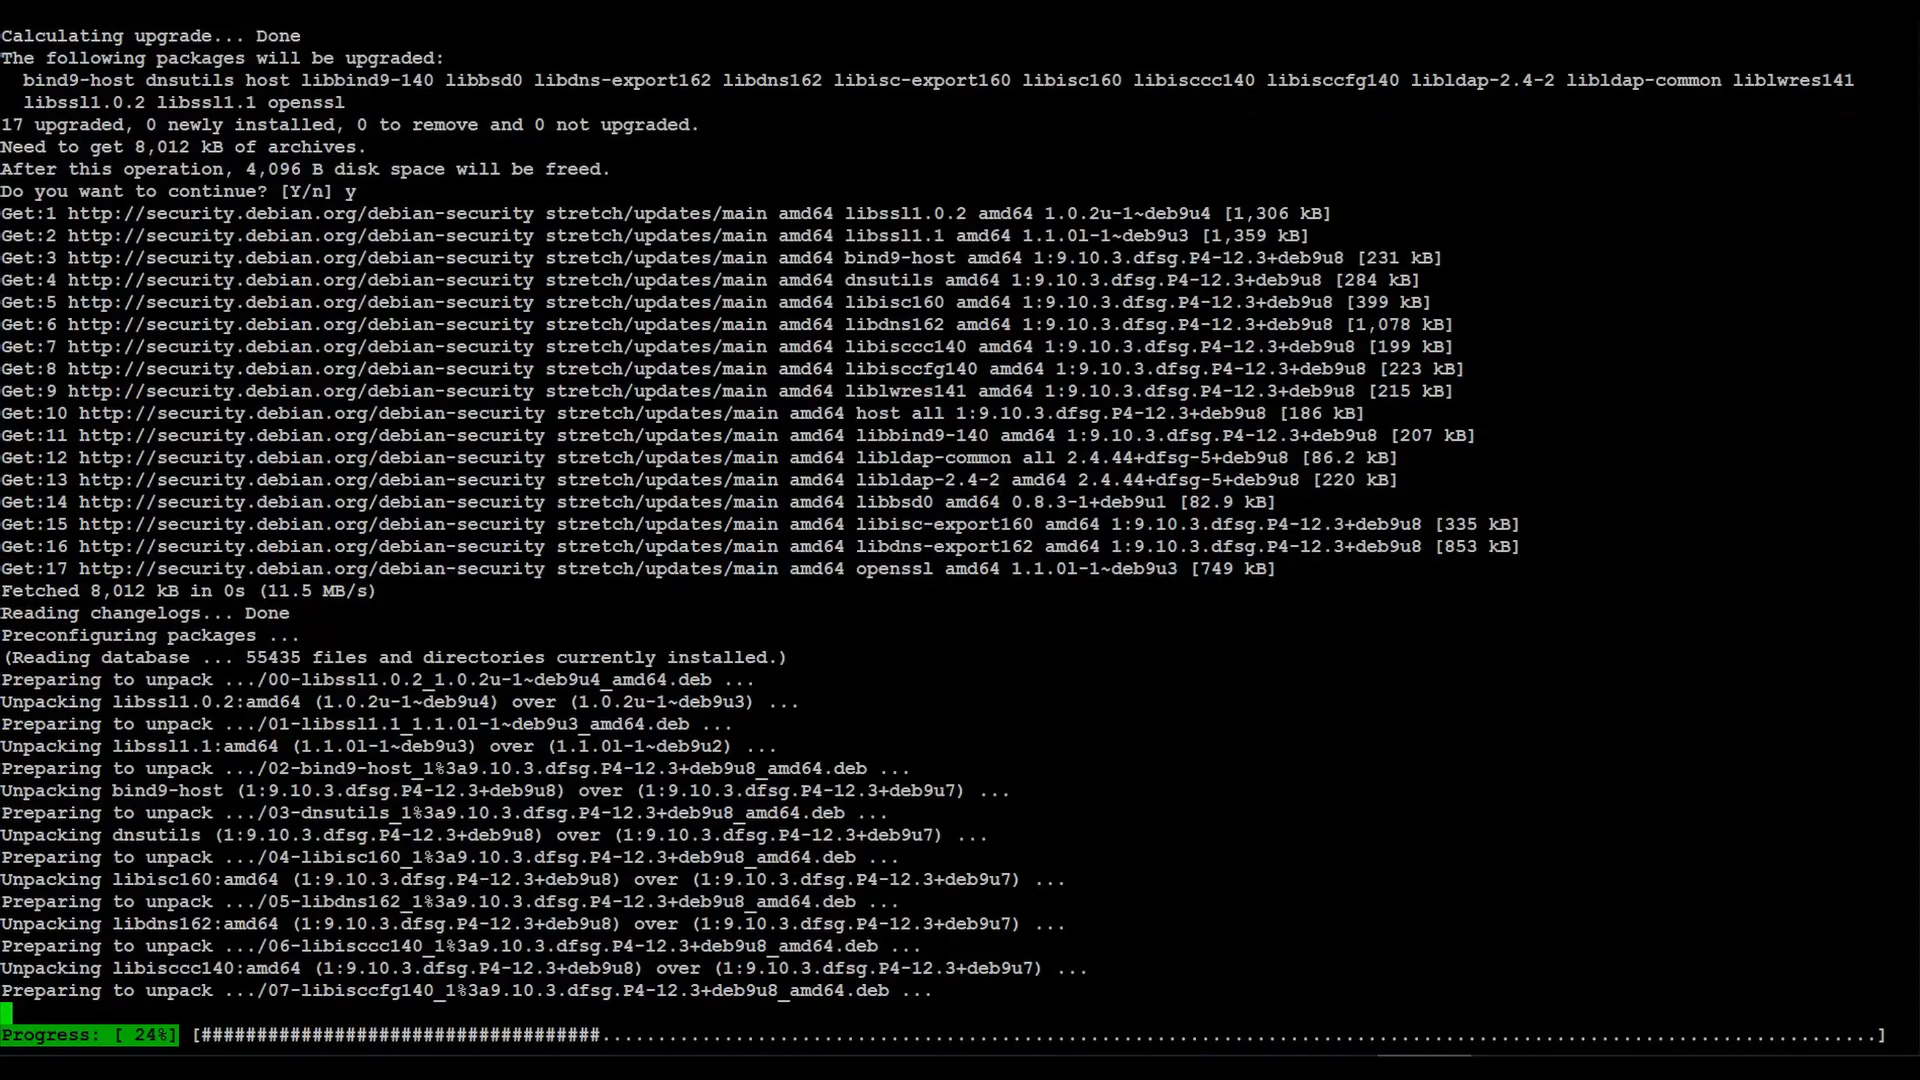 Calculating upgrade... Done
The following packages will be upgraded:
  bind9-host dnsutils host libbind9-140 libbsd0 libdns-export162 libdns162 libisc-export160 libisc160 libisccc140 libisccfg140 libldap-2.4-2 libldap-common liblwres141
  libssl1.0.2 libssl1.1 openssl
17 upgraded, 0 newly installed, 0 to remove and 0 not upgraded.
Need to get 8,012 kB of archives.
After this operation, 4,096 B disk space will be freed.
Do you want to continue? [Y/n] y
Get:1 http://security.debian.org/debian-security stretch/updates/main amd64 libssl1.0.2 amd64 1.0.2u-1~deb9u4 [1,306 kB]
Get:2 http://security.debian.org/debian-security stretch/updates/main amd64 libssl1.1 amd64 1.1.0l-1~deb9u3 [1,359 kB]
Get:3 http://security.debian.org/debian-security stretch/updates/main amd64 bind9-host amd64 1:9.10.3.dfsg.P4-12.3+deb9u8 [231 kB]
Get:4 http://security.debian.org/debian-security stretch/updates/main amd64 dnsutils amd64 1:9.10.3.dfsg.P4-12.3+deb9u8 [284 kB]
Get:5 http://security.debian.org/debian-security stretch/updates/main amd64 libisc160 amd64 1:9.10.3.dfsg.P4-12.3+deb9u8 [399 kB]
Get:6 http://security.debian.org/debian-security stretch/updates/main amd64 libdns162 amd64 1:9.10.3.dfsg.P4-12.3+deb9u8 [1,078 kB]
Get:7 http://security.debian.org/debian-security stretch/updates/main amd64 libisccc140 amd64 1:9.10.3.dfsg.P4-12.3+deb9u8 [199 kB]
Get:8 http://security.debian.org/debian-security stretch/updates/main amd64 libisccfg140 amd64 1:9.10.3.dfsg.P4-12.3+deb9u8 [223 kB]
Get:9 http://security.debian.org/debian-security stretch/updates/main amd64 liblwres141 amd64 1:9.10.3.dfsg.P4-12.3+deb9u8 [215 kB]
Get:10 http://security.debian.org/debian-security stretch/updates/main amd64 host all 1:9.10.3.dfsg.P4-12.3+deb9u8 [186 kB]
Get:11 http://security.debian.org/debian-security stretch/updates/main amd64 libbind9-140 amd64 1:9.10.3.dfsg.P4-12.3+deb9u8 [207 kB]
Get:12 http://security.debian.org/debian-security stretch/updates/main amd64 libldap-common all 2.4.44+dfsg-5+deb9u8 [86.2 kB]
Get:13 http://security.debian.org/debian-security stretch/updates/main amd64 libldap-2.4-2 amd64 2.4.44+dfsg-5+deb9u8 [220 kB]
Get:14 http://security.debian.org/debian-security stretch/updates/main amd64 libbsd0 amd64 0.8.3-1+deb9u1 [82.9 kB]
Get:15 http://security.debian.org/debian-security stretch/updates/main amd64 libisc-export160 amd64 1:9.10.3.dfsg.P4-12.3+deb9u8 [335 kB]
Get:16 http://security.debian.org/debian-security stretch/updates/main amd64 libdns-export162 amd64 1:9.10.3.dfsg.P4-12.3+deb9u8 [853 kB]
Get:17 http://security.debian.org/debian-security stretch/updates/main amd64 openssl amd64 1.1.0l-1~deb9u3 [749 kB]
Fetched 8,012 kB in 0s (11.5 MB/s)
Reading changelogs... Done
Preconfiguring packages ...
(Reading database ... 55435 files and directories currently installed.)
Preparing to unpack .../00-libssl1.0.2_1.0.2u-1~deb9u4_amd64.deb ...
Unpacking libssl1.0.2:amd64 (1.0.2u-1~deb9u4) over (1.0.2u-1~deb9u3) ...
Preparing to unpack .../01-libssl1.1_1.1.0l-1~deb9u3_amd64.deb ...
Unpacking libssl1.1:amd64 (1.1.0l-1~deb9u3) over (1.1.0l-1~deb9u2) ...
Preparing to unpack .../02-bind9-host_1%3a9.10.3.dfsg.P4-12.3+deb9u8_amd64.deb ...
Unpacking bind9-host (1:9.10.3.dfsg.P4-12.3+deb9u8) over (1:9.10.3.dfsg.P4-12.3+deb9u7) ...
Preparing to unpack .../03-dnsutils_1%3a9.10.3.dfsg.P4-12.3+deb9u8_amd64.deb ...
Unpacking dnsutils (1:9.10.3.dfsg.P4-12.3+deb9u8) over (1:9.10.3.dfsg.P4-12.3+deb9u7) ...
Preparing to unpack .../04-libisc160_1%3a9.10.3.dfsg.P4-12.3+deb9u8_amd64.deb ...
Unpacking libisc160:amd64 (1:9.10.3.dfsg.P4-12.3+deb9u8) over (1:9.10.3.dfsg.P4-12.3+deb9u7) ...
Preparing to unpack .../05-libdns162_1%3a9.10.3.dfsg.P4-12.3+deb9u8_amd64.deb ...
Unpacking libdns162:amd64 (1:9.10.3.dfsg.P4-12.3+deb9u8) over (1:9.10.3.dfsg.P4-12.3+deb9u7) ...
Preparing to unpack .../06-libisccc140_1%3a9.10.3.dfsg.P4-12.3+deb9u8_amd64.deb ...
Unpacking libisccc140:amd64 (1:9.10.3.dfsg.P4-12.3+deb9u8) over (1:9.10.3.dfsg.P4-12.3+deb9u7) ...
Preparing to unpack .../07-libisccfg140_1%3a9.10.3.dfsg.P4-12.3+deb9u8_amd64.deb ...
Progress: [ 24%] [####################################...................................................................................................................]